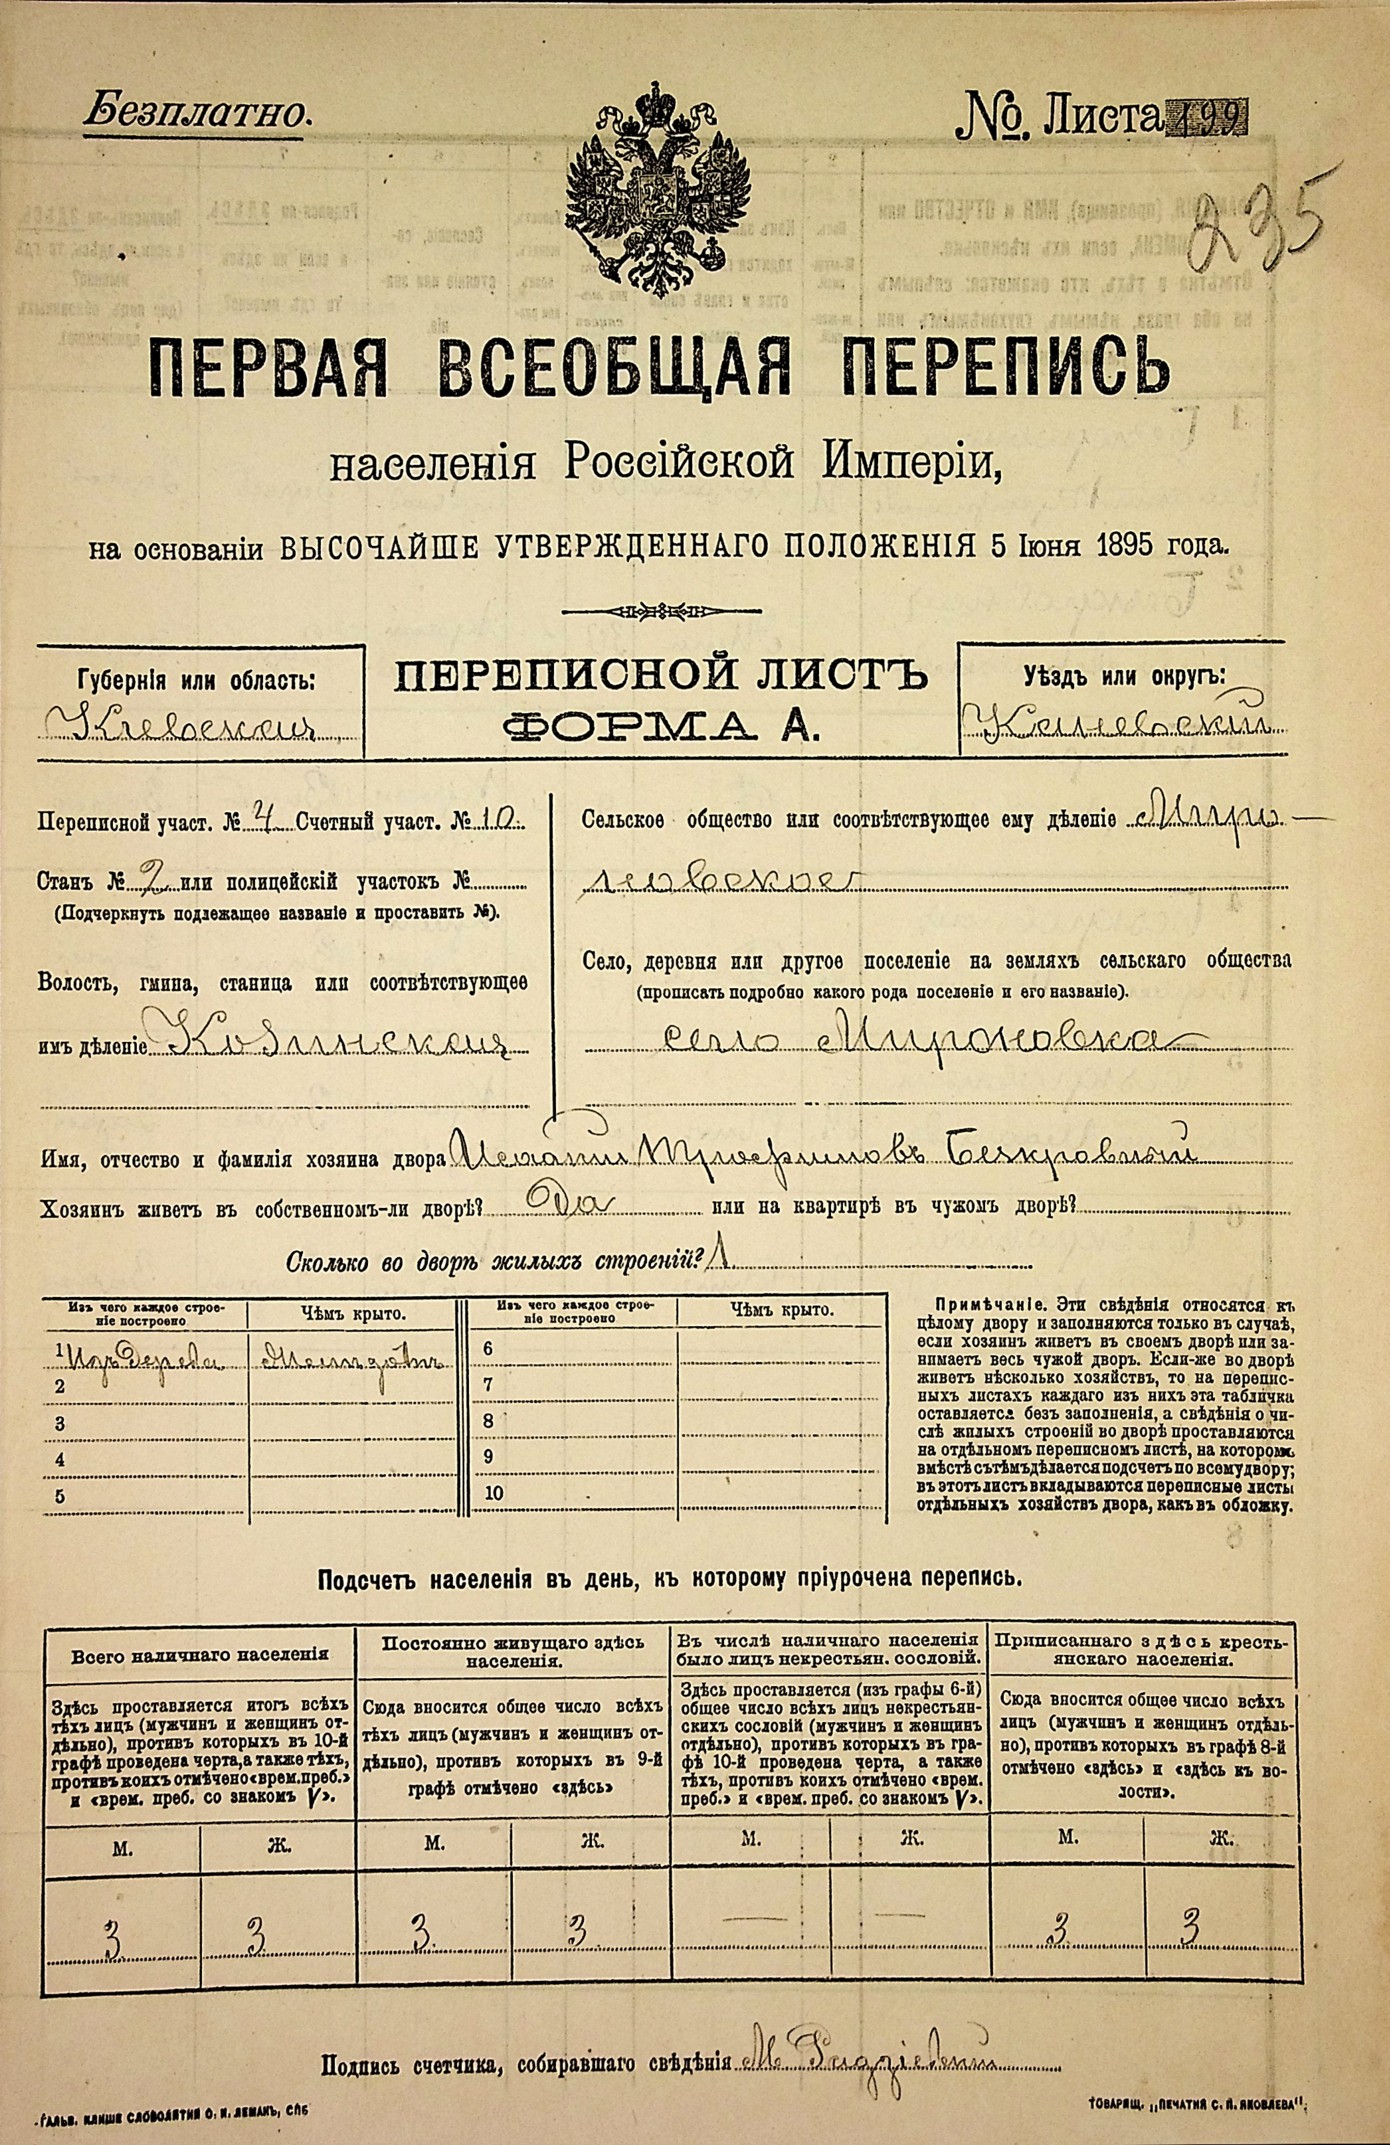 Безплатно.
№. Листа 199
235
ПЕРВАЯ ВСЕОБЩАЯ ПЕРЕПИСЬ
населенія Россійской Имперіи,
на основаніи ВЫСОЧАЙШЕ УТВЕРЖДЕННАГО ПОЛОЖЕНІЯ 5 Іюня 1895 года.
Губернія или область:
Кіевская
ПЕРЕПИСНОЙ ЛИСТЪ
ФОРМА А.
Уѣздъ или округъ:
Каневскій
Переписной участ. № 4 Счетный участ. № 10
Станъ № 2 или полицейскій участокъ №
(Подчеркнуть подлежащее названіе и проставить №).
Волость, гмина, станица или соотвѣтствующее
имъ дѣленіе Козинская
Сельское общество или соотвѣтствующее ему дѣленіе Миро-
новское
Село, деревня или другое поселеніе на земляхъ сельскаго общества
(прописать подробно какого рода поселеніе и его названіе).
село Мироновка
Имя, отчество и фамилія хозяина двора Трофимовъ Безкровный
Хозяинъ живетъ въ собственномъ-ли дворѣ? Да или на квартирѣ въ чужомъ дворѣ?
Сколько во дворѣ жилыхъ строеній? 1
Изъ чего каждое строе-
ніе построено
Чѣмъ крыто.
Изъ чего каждое строе-
ніе построено
Чѣмъ крыто.
1 Изъ Дерева
2
3
4
5
6
7
8
9
10
Примѣчаніе. Эти свѣдѣнія относятся къ
цѣлому двору и заполняются только въ случаѣ,
если хозяинъ живетъ въ своемъ дворѣ или за-
нимаетъ весь чужой дворъ. Если-же во дворѣ
живетъ нѣсколько хозяйствъ, то на перепис-
ныхъ листахъ каждаго изъ нихъ эта табличка
оставляется безъ заполненія, а свѣдѣнія о чи-
слѣ жилыхъ строеній во дворѣ проставляются
на отдѣльномъ переписномъ листѣ, на которомъ
вмѣстѣ съ тѣмъ дѣлается подсчетъ по всему двору;
въ этотъ листъ вкладываются переписные листы
отдѣльныхъ хозяйствъ двора, какъ въ обложку.
Подсчетъ населенія въ день, къ которому пріурочена перепись.
Всего наличнаго населенія
Здѣсь проставляется итогъ всѣхъ
тѣхъ лицъ (мужчинъ и женщинъ от-
дѣльно), противъ которыхъ въ 10-й
графѣ проведена черта, а также тѣхъ,
противъ коихъ отмѣчено «врем. преб.»
и «врем. преб. со знакомъ V».
Постоянно живущаго здѣсь
населенія.
Сюда вносится общее число всѣхъ
тѣхъ лицъ (мужчинъ и женщинъ от-
дѣльно), противъ которыхъ въ 9-й
графѣ отмѣчено «здѣсь»
Въ числѣ наличнаго населенія
было лицъ некрестьян. сословій.
Здѣсь проставляется (изъ графы 6-й)
общее число всѣхъ лицъ некрестьян-
скихъ сословій (мужчинъ и женщинъ
отдѣльно), противъ которыхъ въ гра-
фѣ 10-й проведена черта, а также
тѣхъ, противъ коихъ отмѣчено «врем.
преб.» и «врем. преб. со знакомъ V».
Приписаннаго здѣсь кресть-
янскаго населенія.
Сюда вносится общее число всѣхъ
лицъ (мужчинъ и женщинъ отдѣль-
но), противъ которыхъ въ графѣ 8-й
отмѣчено «здѣсь» и «здѣсь къ во-
лости».
М. Ж. М. Ж. М. Ж. М. Ж.
3 3 3 3 — — 3 3
Подпись счетчика, собиравшаго свѣдѣнія М
ГАЛЬВ. КЛИШЕ СЛОВОЛИТНИ О. И. ЛЕМАНЪ, СПБ
ТОВАРИЩ. „ПЕЧАТНЯ С. П. ЯКОВЛЕВА".